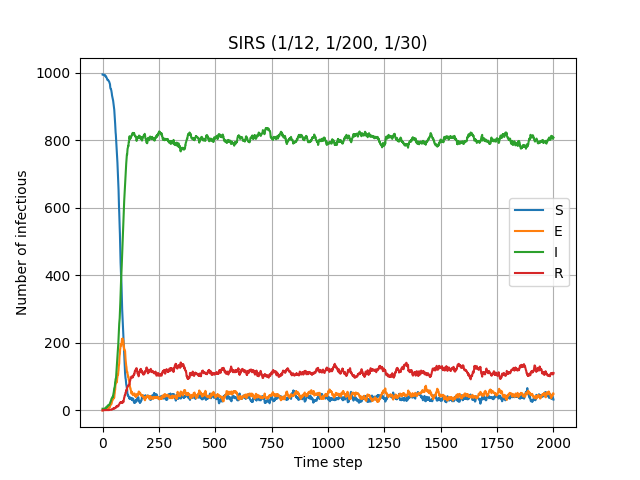 SIRS (1/12, 1/200, 1/30)
1000
800
600
400
200
0
Number of infectious
S
E
I
R
0 250 500 750 1000 1250 1500 1750 2000
Time step